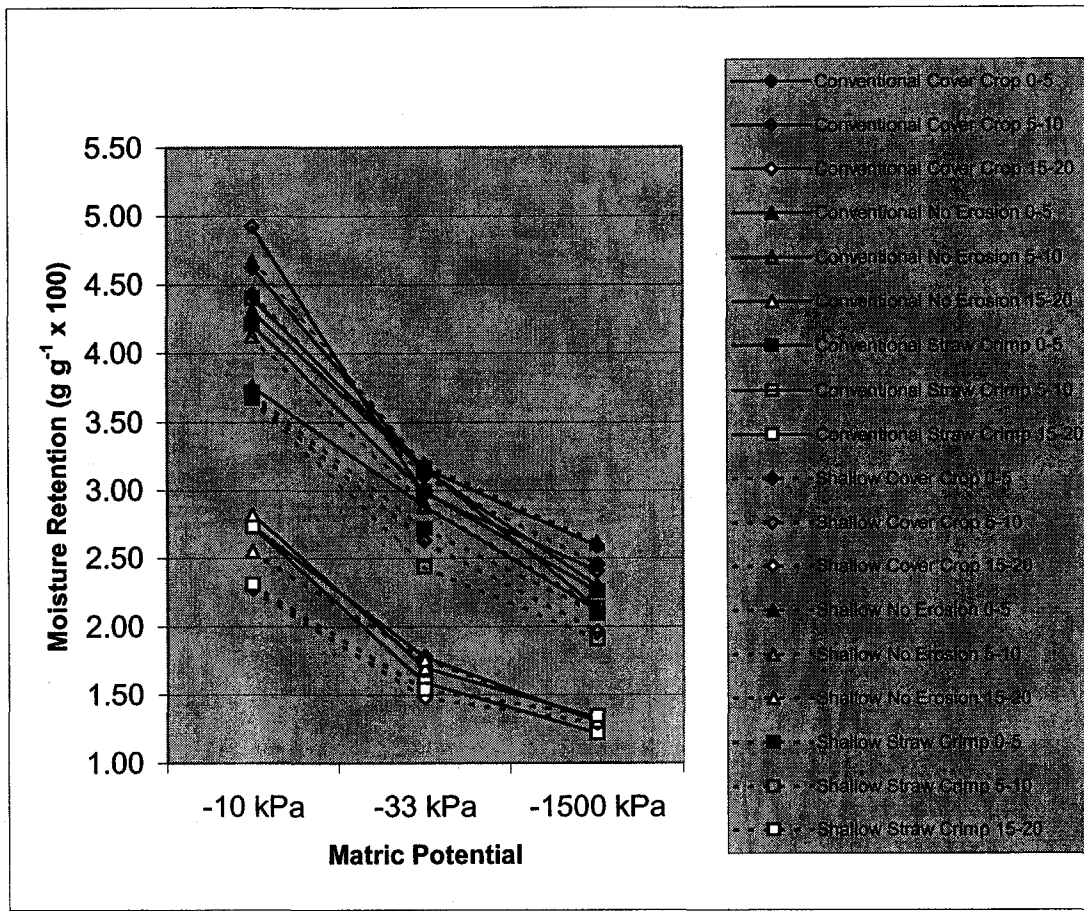 5.50
5.00
4.50
4.00
3.50
3.00
2.50
2.00
1.50
1.00
Moisture Retention (g g⁻¹ x 100)
-10 kPa -33 kPa -1500 kPa
Matric Potential
Conventional Cover Crop 0-5
Conventional Cover Crop 5-10
Conventional Cover Crop 15-20
Conventional No Erosion 0-5
Conventional No Erosion 5-10
Conventional No Erosion 15-20
Conventional Straw Crimp 0-5
Conventional Straw Crimp 5-10
Conventional Straw Crimp 15-20
Shallow Cover Crop 0-5
Shallow Cover Crop 5-10
Shallow Cover Crop 15-20
Shallow No Erosion 0-5
Shallow No Erosion 5-10
Shallow No Erosion 15-20
Shallow Straw Crimp 0-5
Shallow Straw Crimp 5-10
Shallow Straw Crimp 15-20